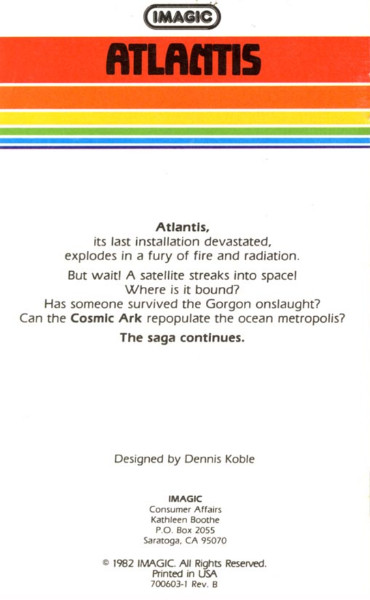 IMAGIC
ATLANTIS
Atlantis,
its last installation devastated,
explodes in a fury of fire and radiation.
But wait! A satellite streaks into space!
Where is it bound?
Has someone survived the Gorgon onslaught?
Can the Cosmic Ark repopulate the ocean metropolis?
The saga continues.
Designed by Dennis Koble
IMAGIC
Consumer Affairs
Kathleen Boothe
P.O. Box 2055
Saratoga, CA 95070
© 1982 IMAGIC. All Rights Reserved.
Printed in USA
700603-1 Rev. B